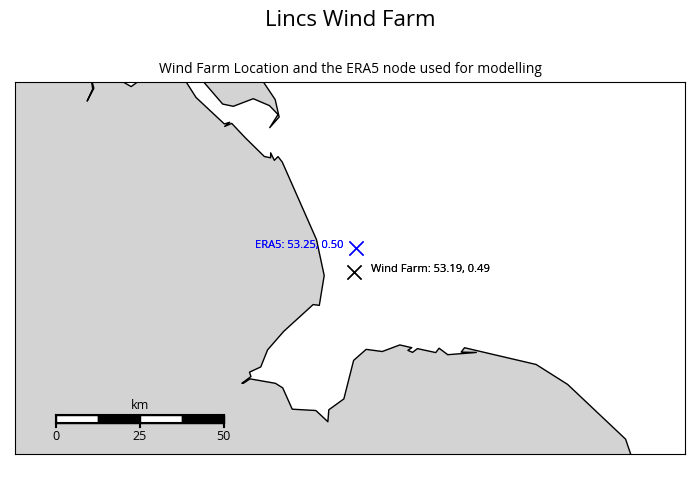 Lincs Wind Farm
Wind Farm Location and the ERA5 node used for modelling
ERA5: 53.25, 0.50
Wind Farm: 53.19, 0.49
km
0 25 50